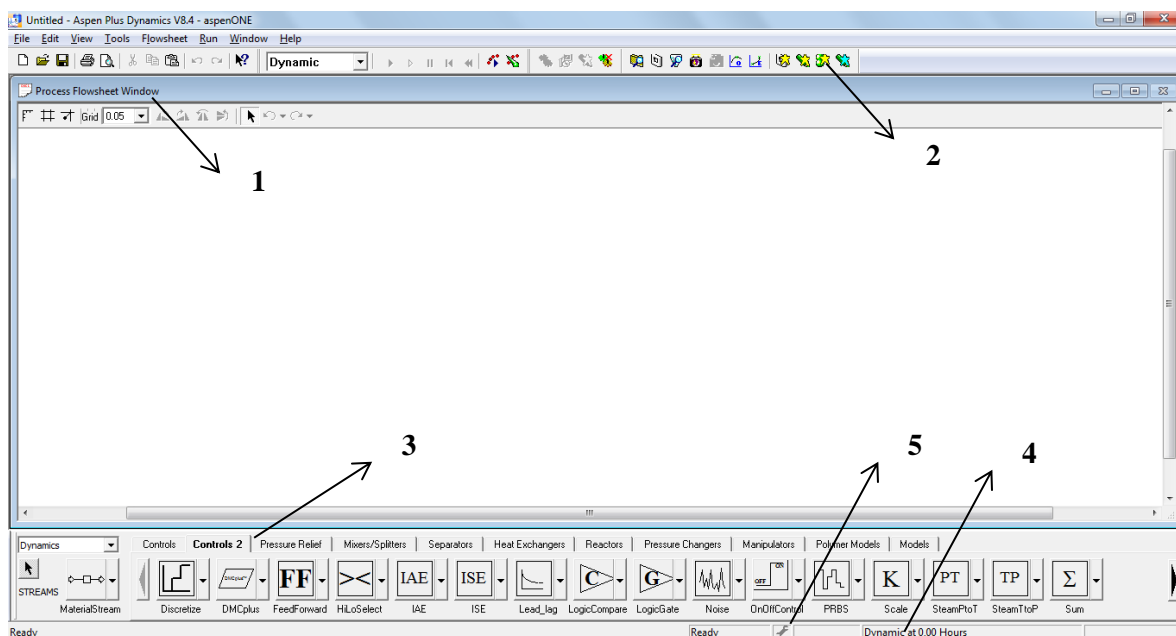 Untitled - Aspen Plus Dynamics V8.4 - aspenONE
File Edit View Tools Flowsheet Run Window Help
Dynamic
Process Flowsheet Window
Grid 0.05
1
2
3
5
4
Dynamics Controls Controls 2 Pressure Relief Mixers/Splitters Separators Heat Exchangers Reactors Pressure Changers Manipulators Polymer Models Models
DMCplus™ FF >< IAE ISE C G OFF ON K PT TP Σ
STREAMS
MaterialStream Discretize DMCplus FeedForward HiLoSelect IAE ISE Lead_lag LogicCompare LogicGate Noise OnOffControl PRBS Scale SteamPtoT SteamTtoP Sum
Ready Ready Dynamic at 0.00 Hours